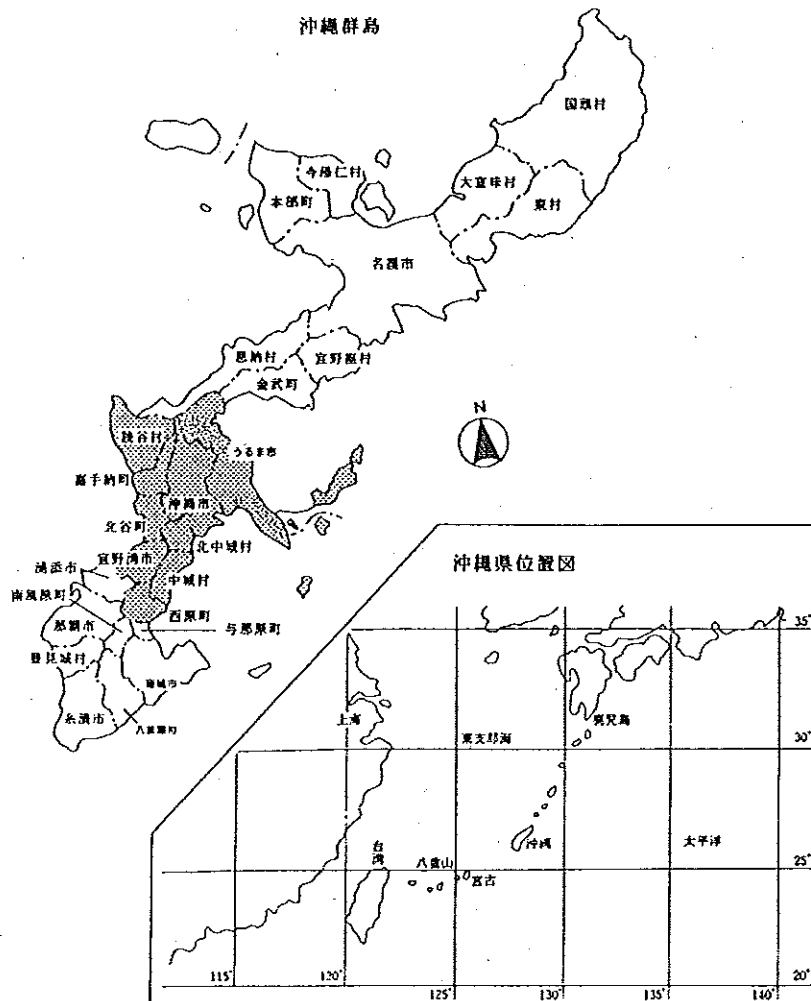 沖縄群島
国頭村
今帰仁村
大宜味村
本部町
東村
名護市
恩納村
宜野座村
金武町
N
読谷村
うるま市
嘉手納町
沖縄市
北谷町
北中城村
宜野湾市
浦添市
中城村
南風原町
西原町
那覇市
与那原町
豊見城村
南城市
糸満市
八重瀬町
沖縄県位置図
35°
上海
鹿児島
東支那海
30°
沖縄
太平洋
台湾
八重山
宮古
25°
115°
120°
20°
125°
130°
135°
140°